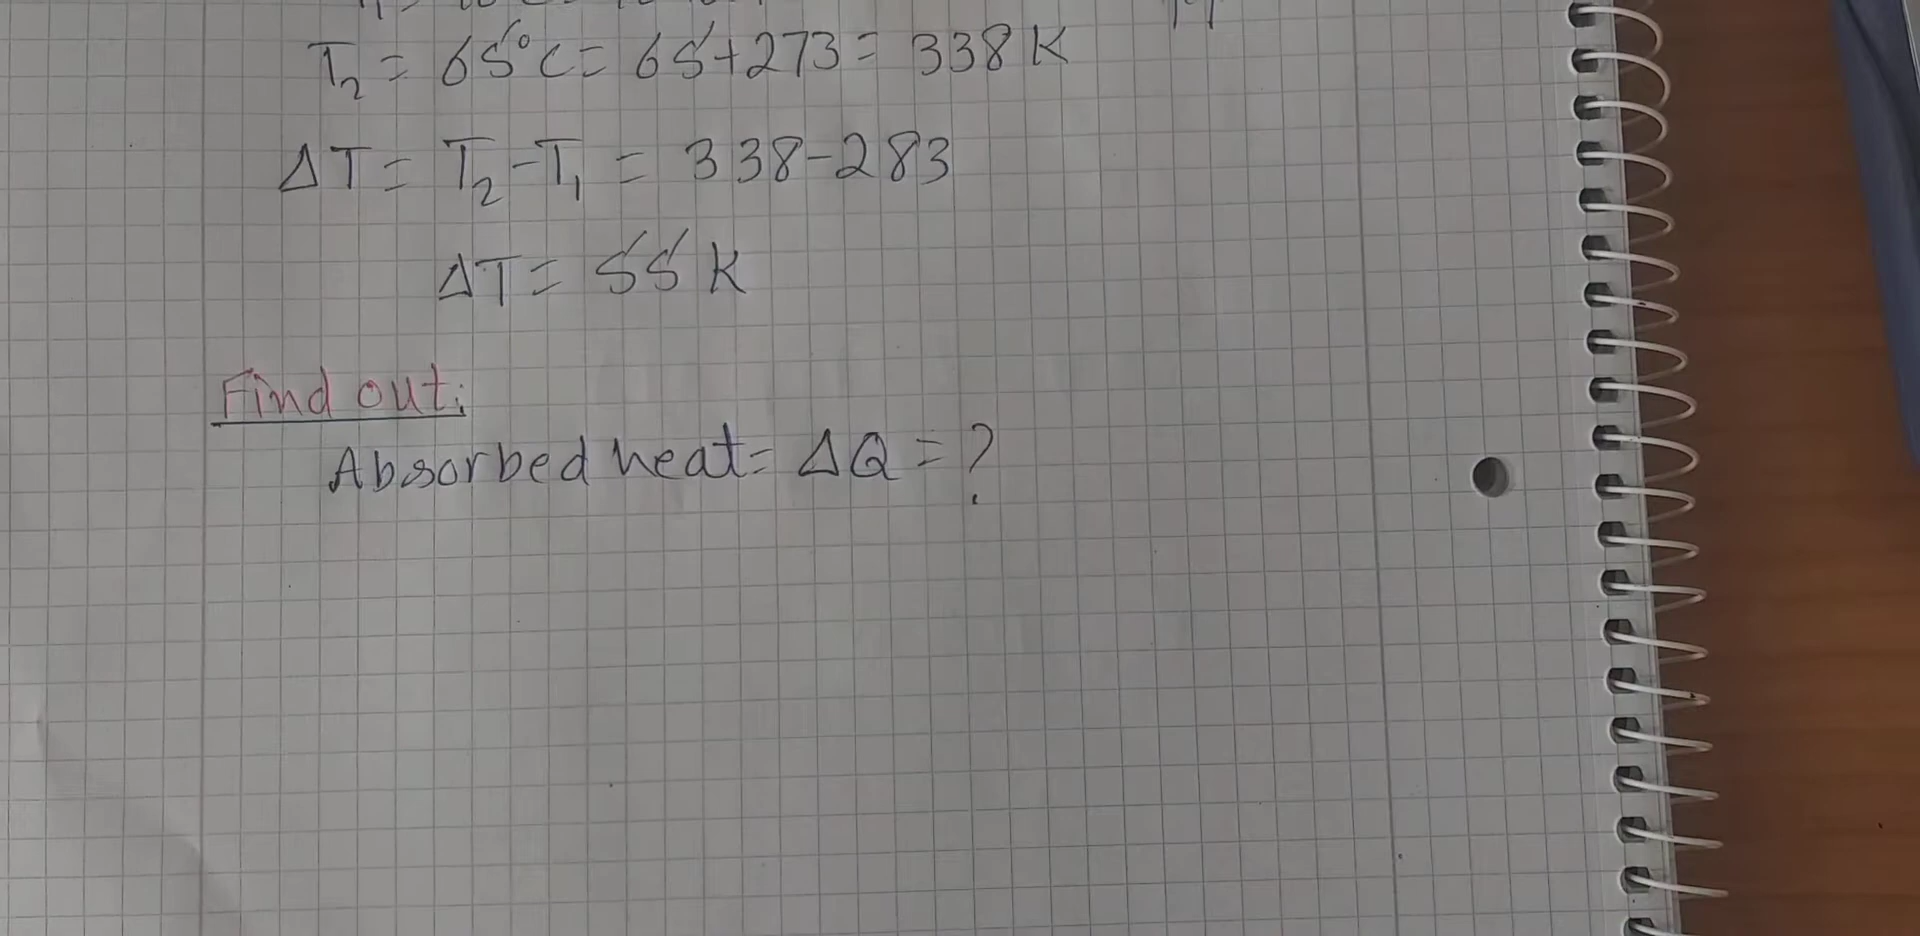 T₂ = 65°C = 65+273 = 338 K
ΔT = T₂-T₁ = 338-283
ΔT = 55 K
Find out:
Absorbed heat = ΔQ = ?